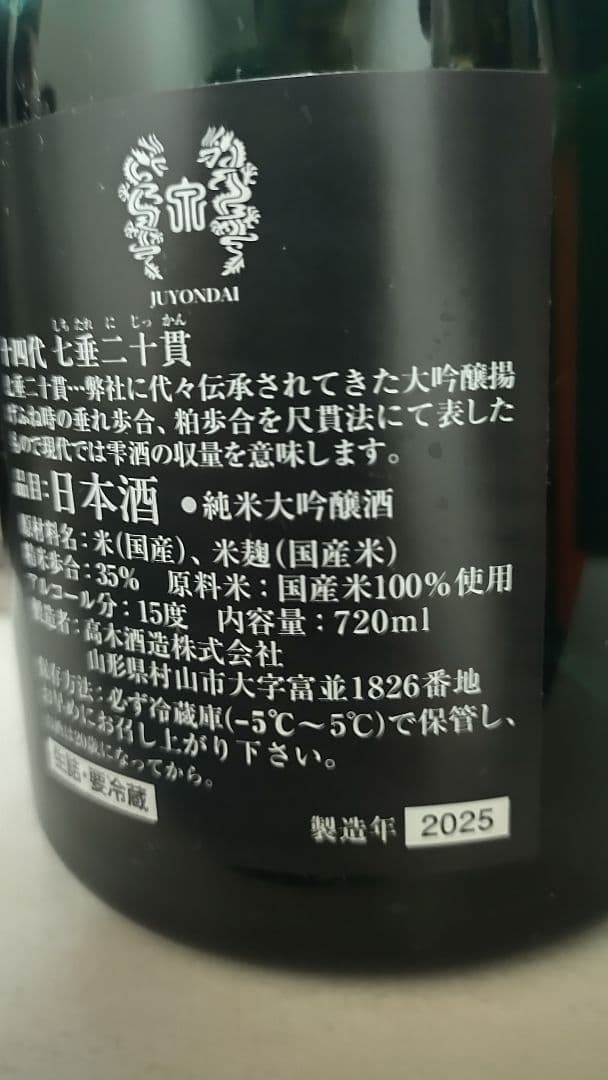 JUYONDAI
しち たれ に じっ かん
十四代 七垂二十貫
七垂二十貫…弊社に代々伝承されてきた大吟醸揚
げふね時の垂れ歩合、粕歩合を尺貫法にて表した
もので現代では雫酒の収量を意味します。
品目:日本酒 ●純米大吟醸酒
原材料名:米(国産)、米麹(国産米)
精米歩合:35% 原料米:国産米100%使用
アルコール分:15度 内容量:720ml
製造者:高木酒造株式会社
山形県村山市大字富並1826番地
保存方法:必ず冷蔵庫(-5℃〜5℃)で保管し、
お早めにお召し上がり下さい。
お酒は20歳になってから。
生詰・要冷蔵
製造年 2025